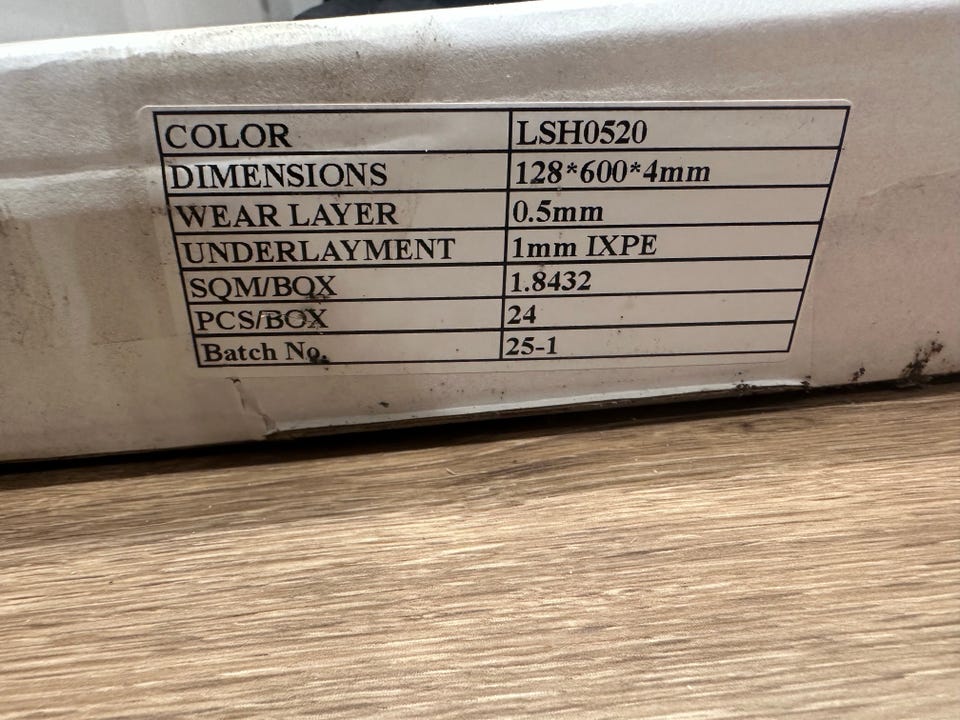 COLOR LSH0520
DIMENSIONS 128*600*4mm
WEAR LAYER 0.5mm
UNDERLAYMENT 1mm IXPE
SQM/BOX 1.8432
PCS/BOX 24
Batch No. 25-1